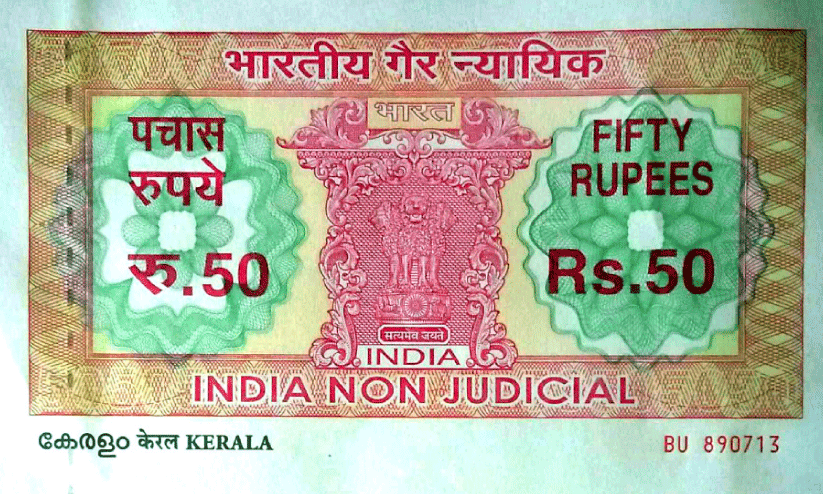 भारतीय गैर न्यायिक
भारत
पचास
रुपये
रु.50
FIFTY
RUPEES
Rs.50
सत्यमेव जयते
INDIA
INDIA NON JUDICIAL
കേരളം केरल KERALA
BU 890713